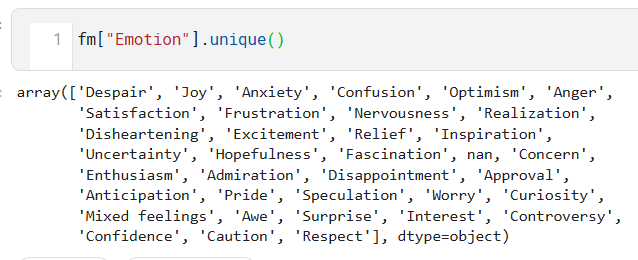 1 fm["Emotion"].unique()
array(['Despair', 'Joy', 'Anxiety', 'Confusion', 'Optimism', 'Anger',
'Satisfaction', 'Frustration', 'Nervousness', 'Realization',
'Disheartening', 'Excitement', 'Relief', 'Inspiration',
'Uncertainty', 'Hopefulness', 'Fascination', nan, 'Concern',
'Enthusiasm', 'Admiration', 'Disappointment', 'Approval',
'Anticipation', 'Pride', 'Speculation', 'Worry', 'Curiosity',
'Mixed feelings', 'Awe', 'Surprise', 'Interest', 'Controversy',
'Confidence', 'Caution', 'Respect'], dtype=object)